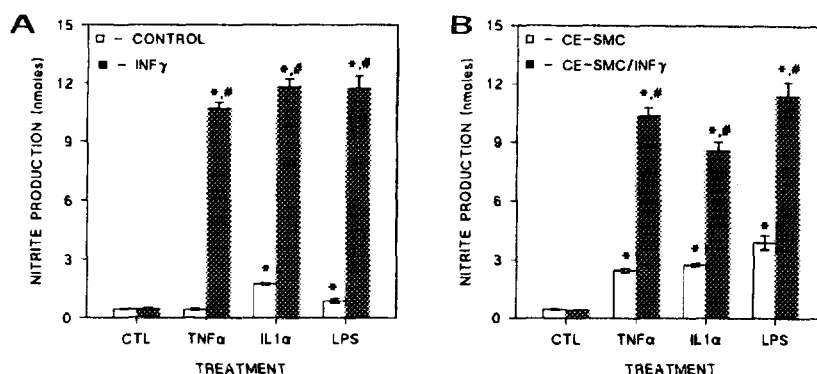 A
15
12
9
6
3
0
NITRITE PRODUCTION (nmoles)
□ – CONTROL
■ – INFγ
*,#
*,#
*,#
*
*
CTL
TNFα
IL1α
LPS
TREATMENT
B
15
12
9
6
3
0
NITRITE PRODUCTION (nmoles)
□ – CE-SMC
■ – CE-SMC/INFγ
*,#
*,#
*,#
*
*
*
CTL
TNFα
IL1α
LPS
TREATMENT